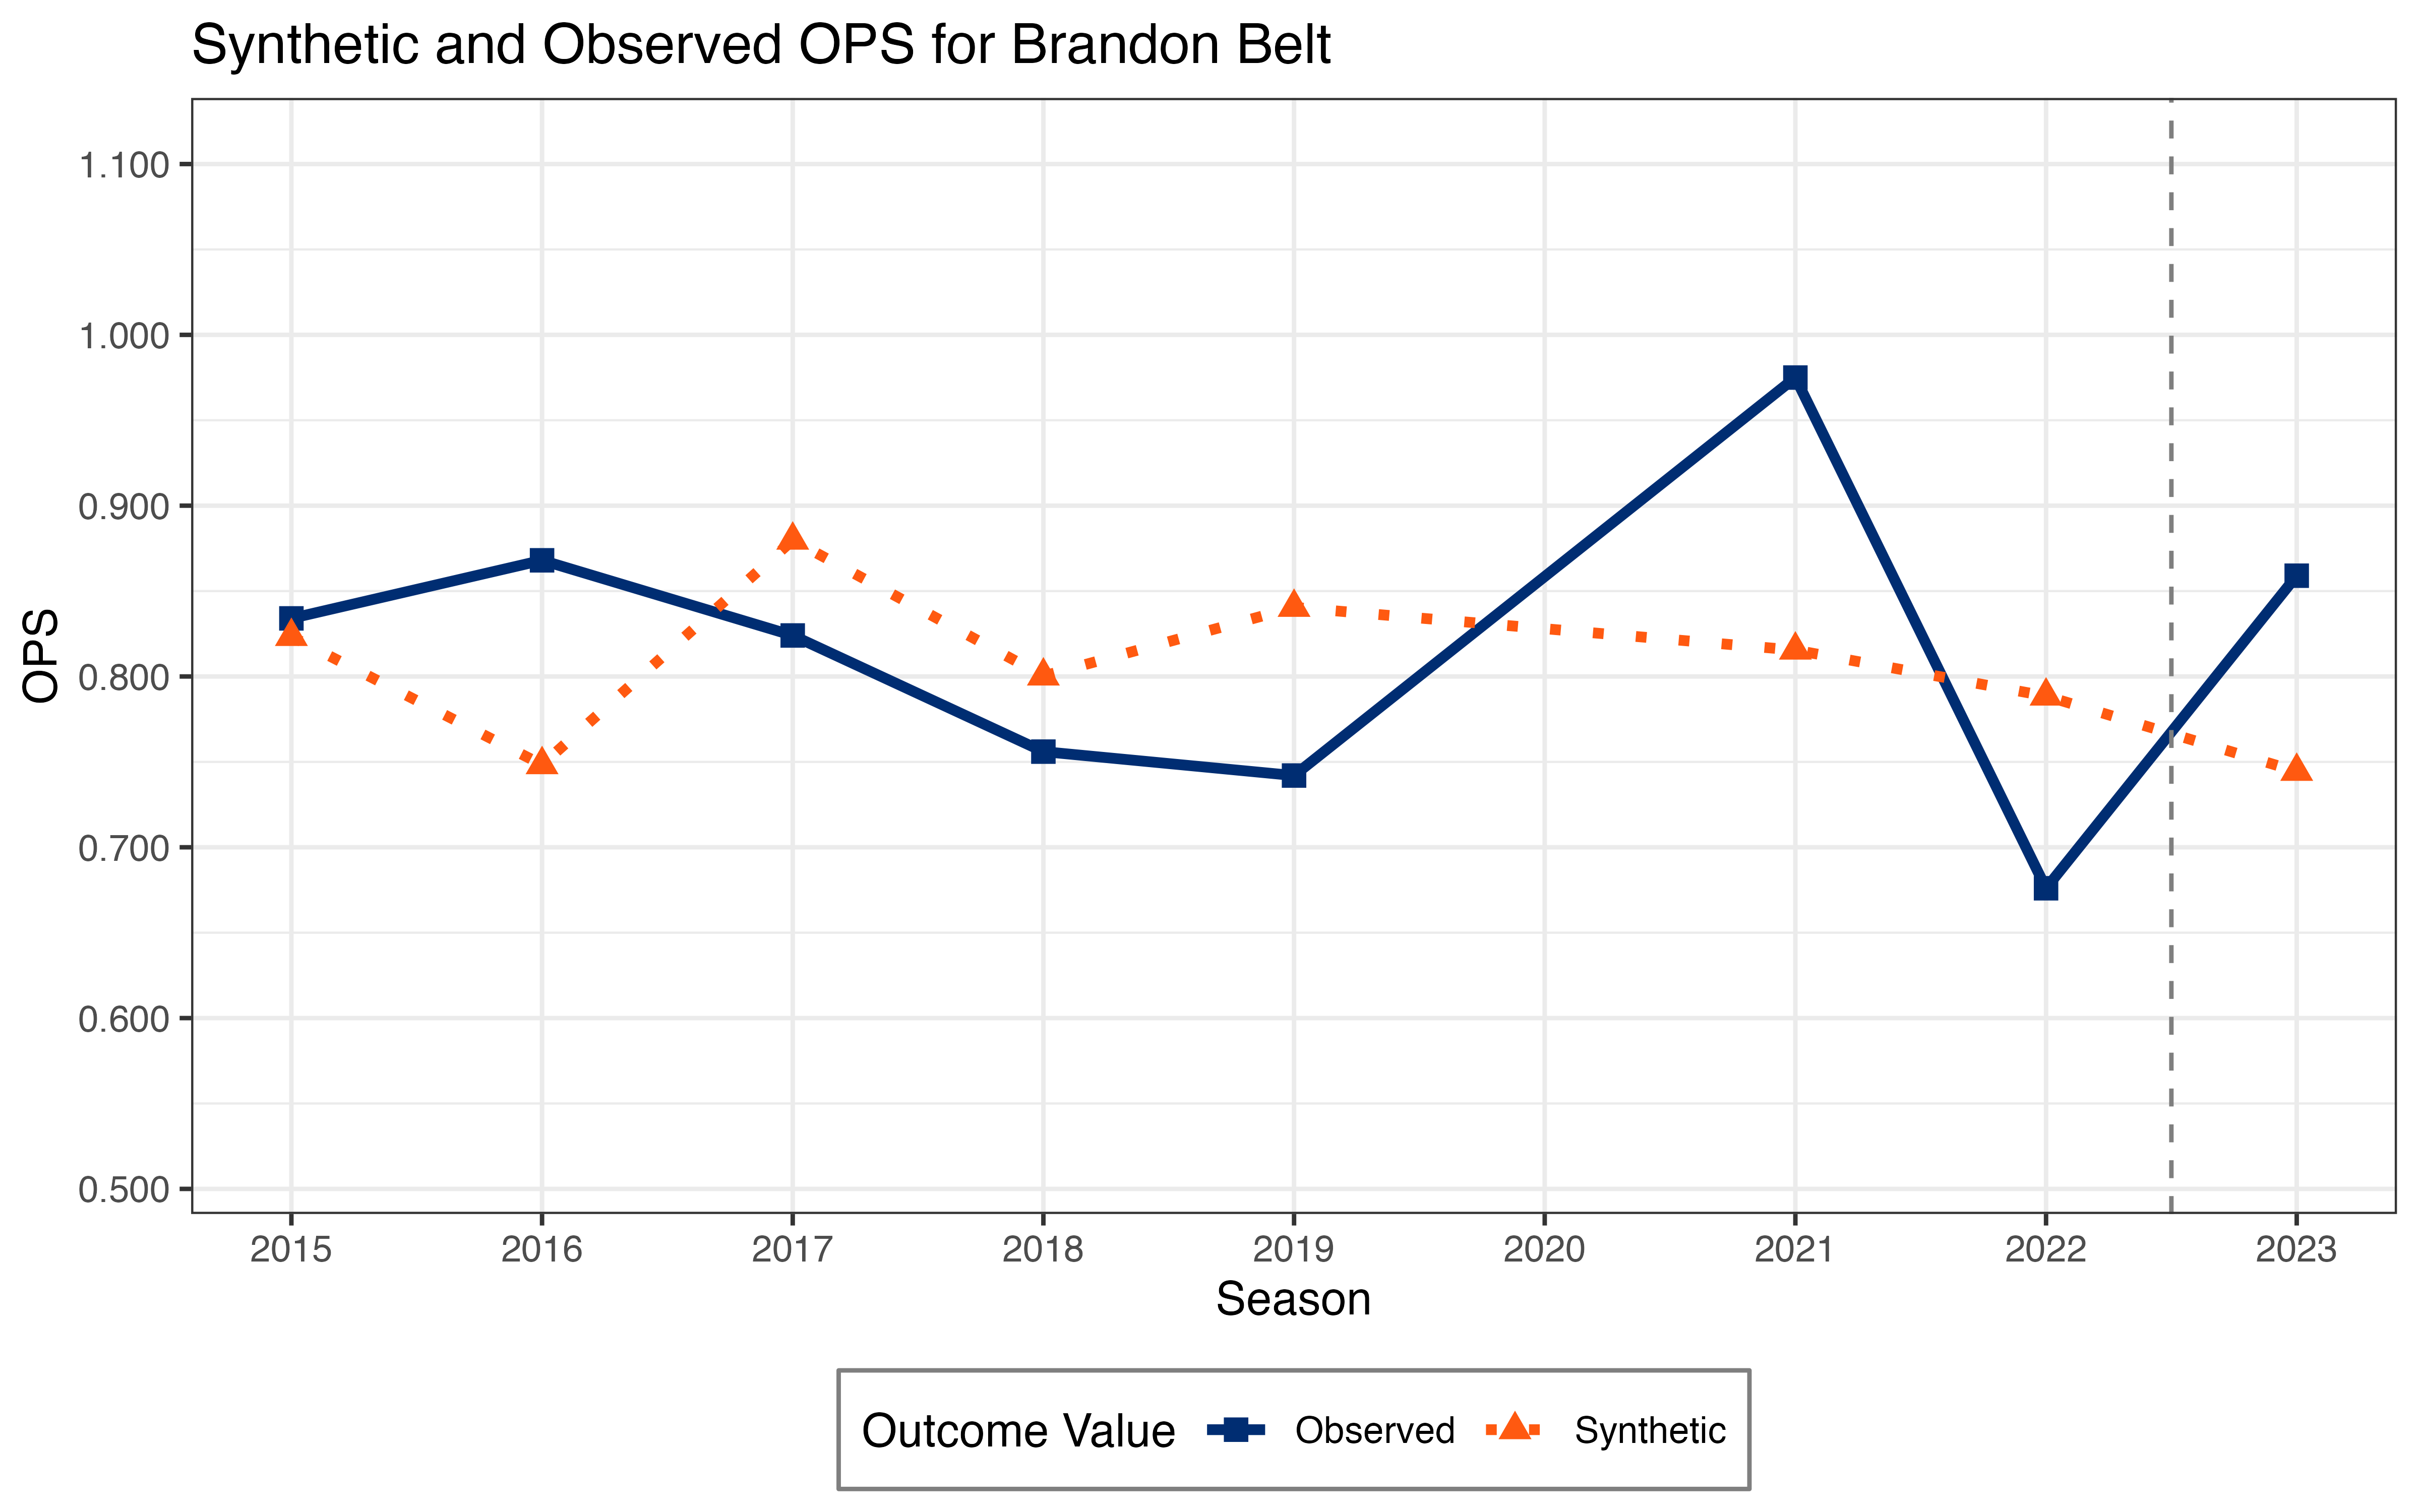 Synthetic and Observed OPS for Brandon Belt
1.100
1.000
0.900
0.800
0.700
0.600
0.500
OPS
2015 2016 2017 2018 2019 2020 2021 2022 2023
Season
Outcome Value Observed Synthetic